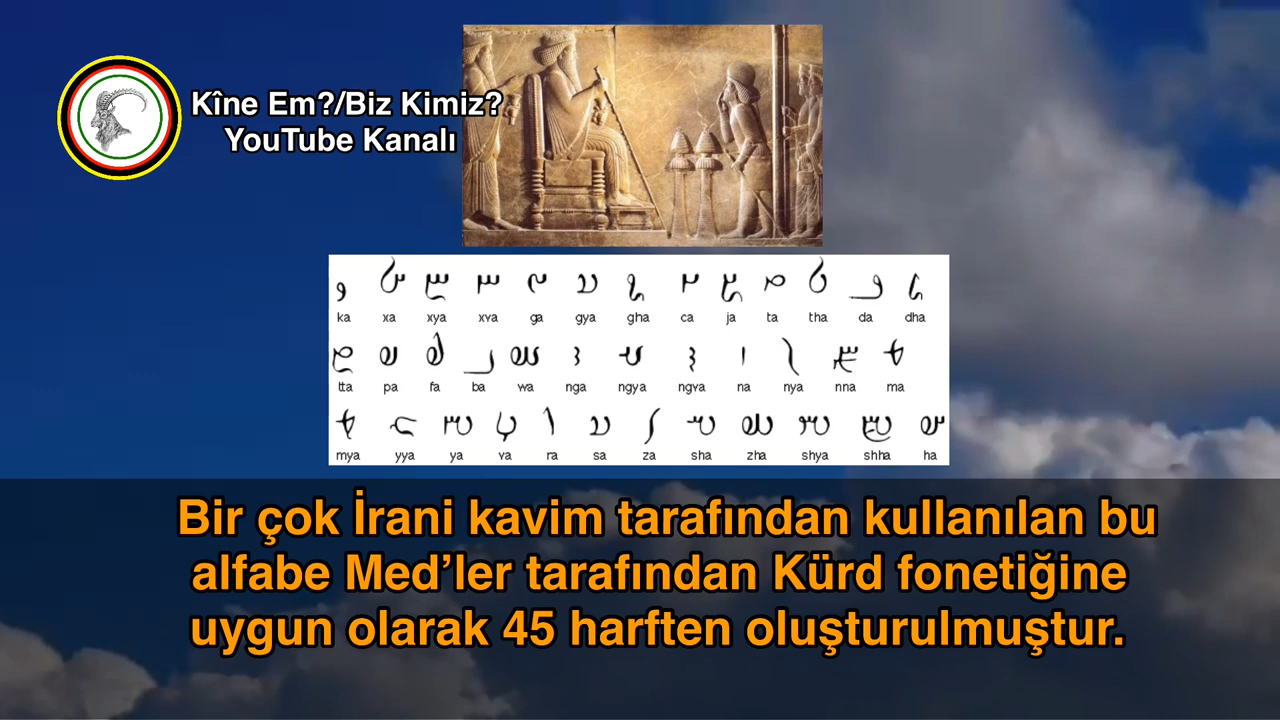 Kîne Em?/Biz Kimiz?
YouTube Kanalı
ka xa xya xva ga gya gha ca ja ta tha da dha
tta pa fa ba wa nga ngya ngva na nya nna ma
mya yya ya va ra sa za sha zha shya shha ha
Bir çok İrani kavim tarafından kullanılan bu
alfabe Med’ler tarafından Kürd fonetiğine
uygun olarak 45 harften oluşturulmuştur.